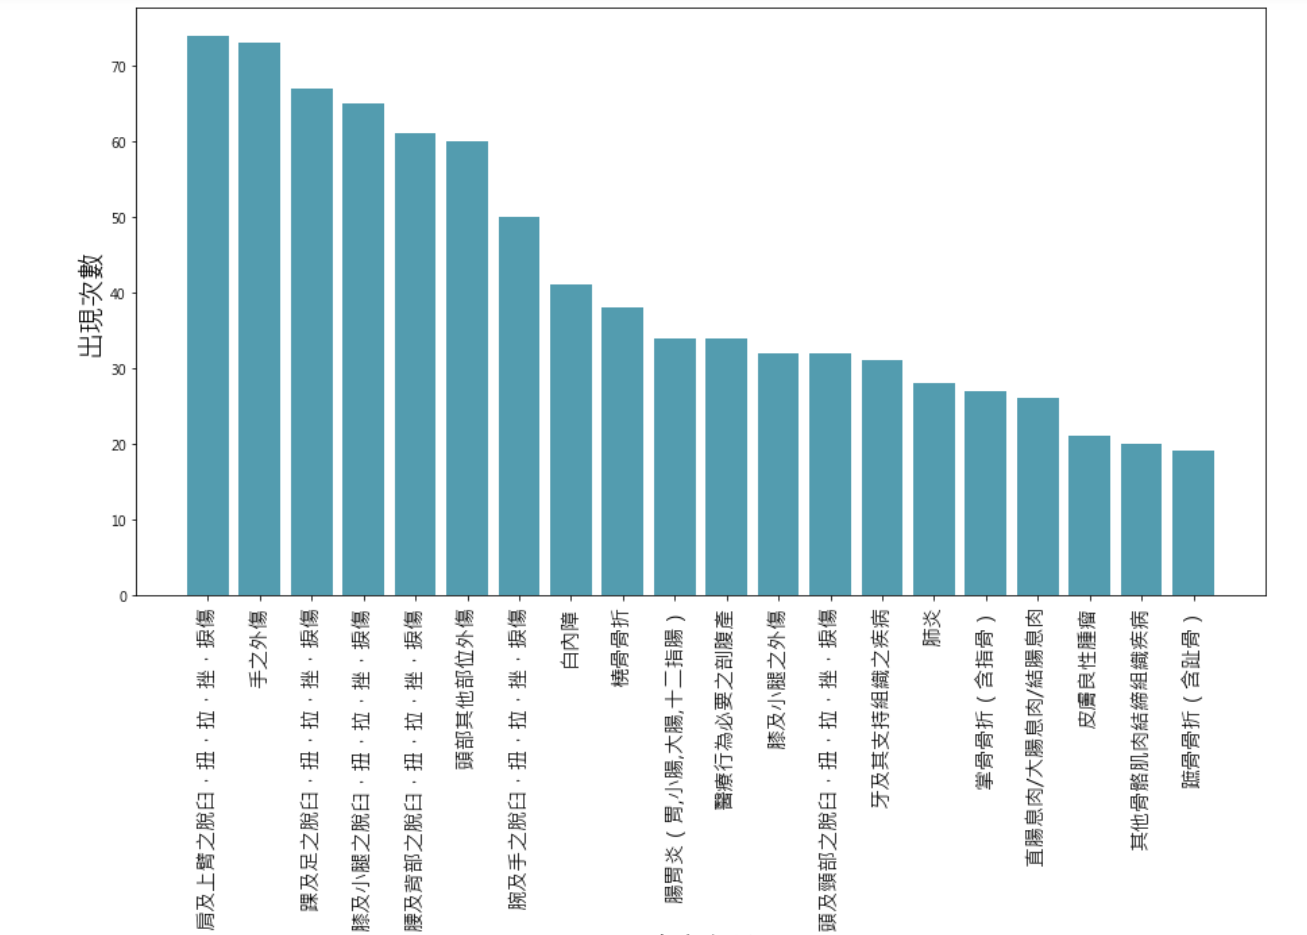 出現次數
70
60
50
40
30
20
10
0
肩及上臂之脫臼，扭，拉，挫，捩傷
手之外傷
踝及足之脫臼，扭，拉，挫，捩傷
膝及小腿之脫臼，扭，拉，挫，捩傷
腰及背部之脫臼，扭，拉，挫，捩傷
頭部其他部位外傷
腕及手之脫臼，扭，拉，挫，捩傷
白內障
橈骨骨折
腸胃炎（胃,小腸,大腸,十二指腸）
醫療行為必要之剖腹產
膝及小腿之外傷
頭及頸部之脫臼，扭，拉，挫，捩傷
牙及其支持組織之疾病
肺炎
掌骨骨折（含指骨）
直腸息肉/大腸息肉/結腸息肉
皮膚良性腫瘤
其他骨骼肌肉結締組織疾病
蹠骨骨折（含趾骨）